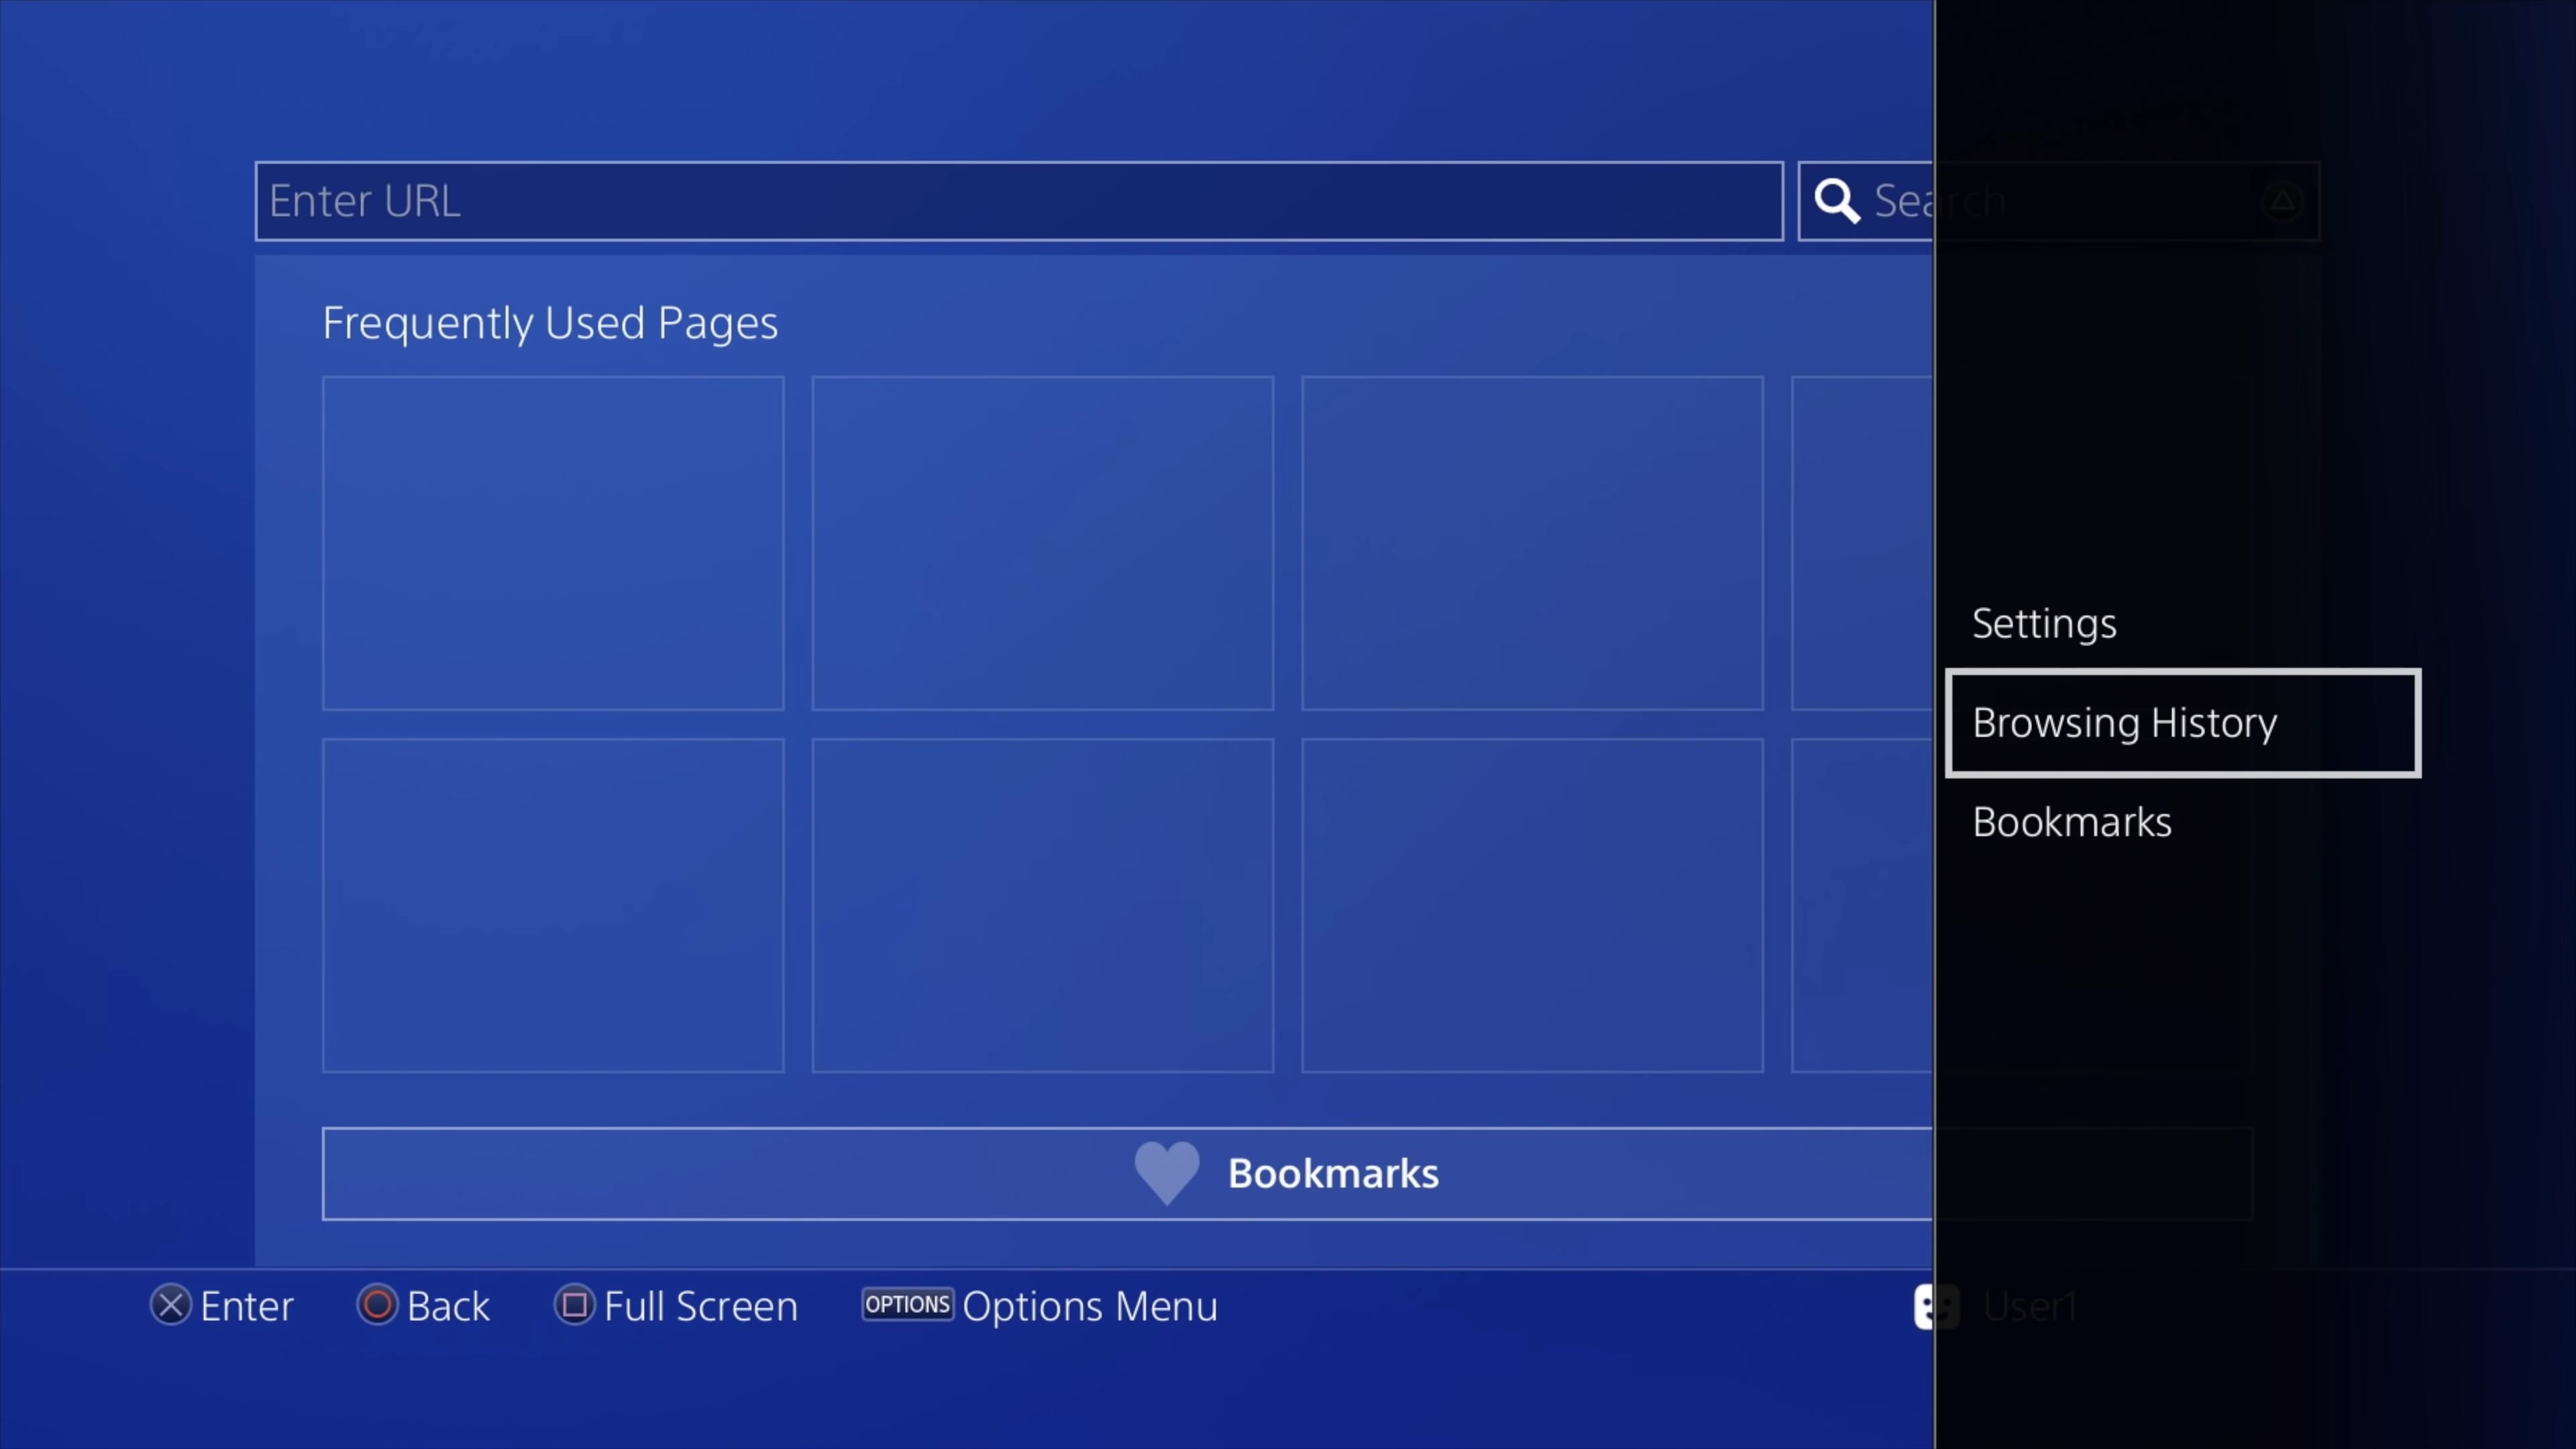 Enter URL
Search
Frequently Used Pages
Settings
Browsing History
Bookmarks
Bookmarks
Enter
Back
Full Screen
OPTIONS Options Menu
User1